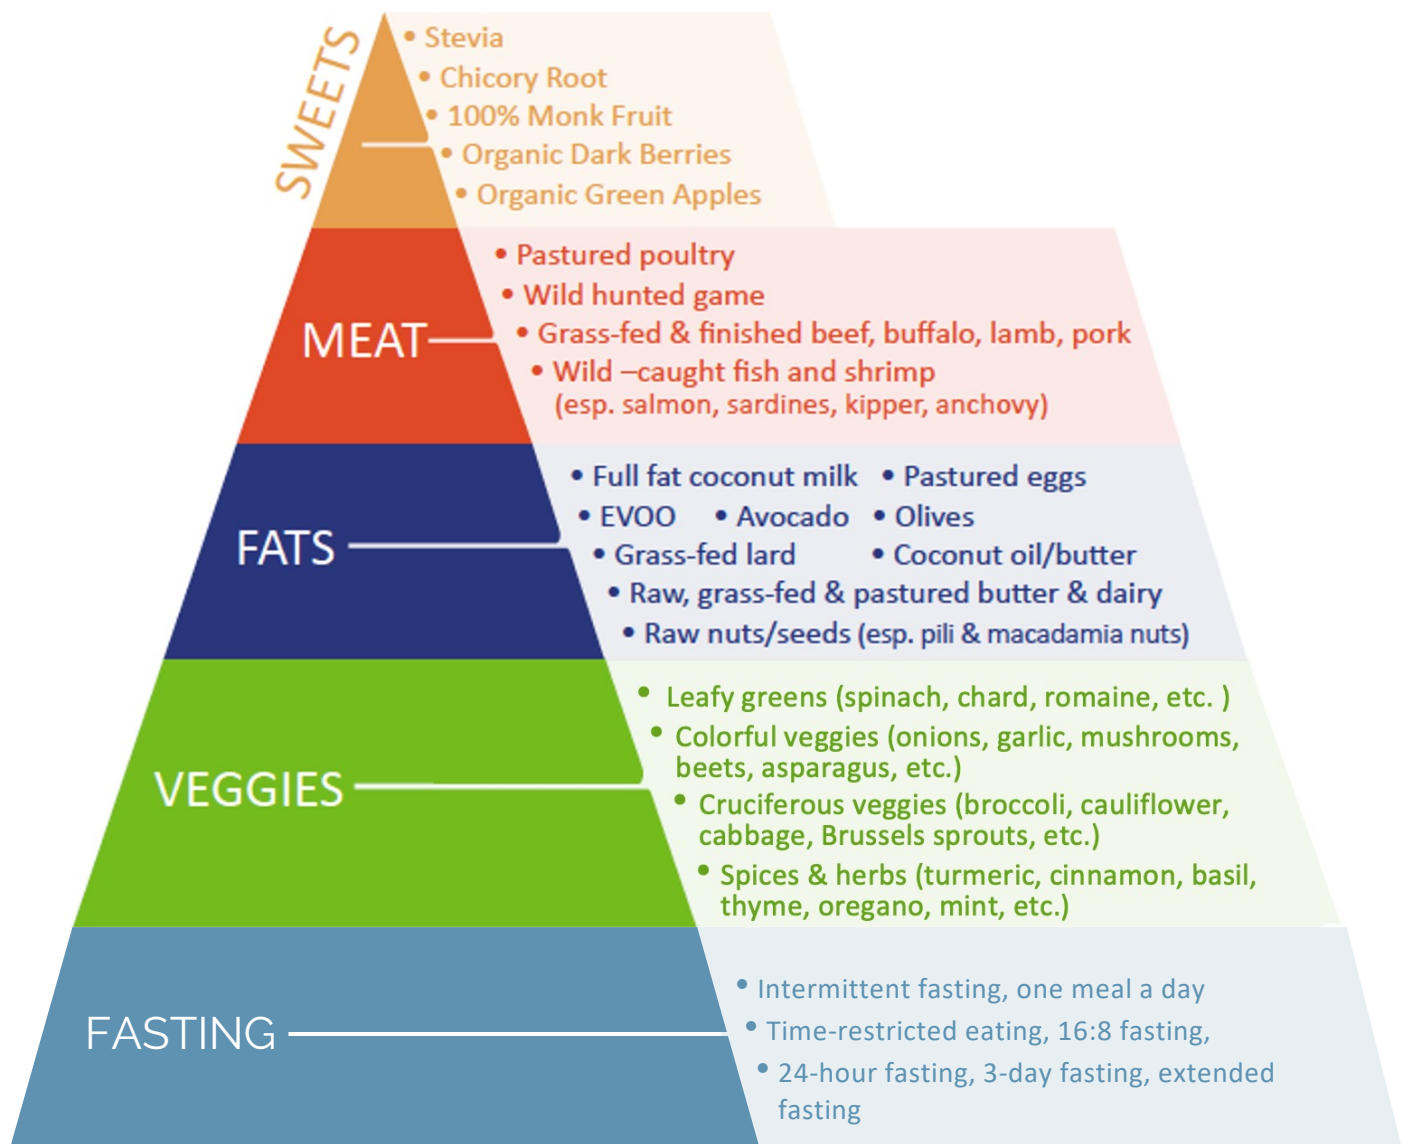 SWEETS
• Stevia
• Chicory Root
• 100% Monk Fruit
• Organic Dark Berries
• Organic Green Apples
MEAT
• Pastured poultry
• Wild hunted game
• Grass-fed & finished beef, buffalo, lamb, pork
• Wild –caught fish and shrimp
(esp. salmon, sardines, kipper, anchovy)
FATS
• Full fat coconut milk • Pastured eggs
• EVOO • Avocado • Olives
• Grass-fed lard • Coconut oil/butter
• Raw, grass-fed & pastured butter & dairy
• Raw nuts/seeds (esp. pili & macadamia nuts)
VEGGIES
• Leafy greens (spinach, chard, romaine, etc. )
• Colorful veggies (onions, garlic, mushrooms,
beets, asparagus, etc.)
• Cruciferous veggies (broccoli, cauliflower,
cabbage, Brussels sprouts, etc.)
• Spices & herbs (turmeric, cinnamon, basil,
thyme, oregano, mint, etc.)
FASTING
• Intermittent fasting, one meal a day
• Time-restricted eating, 16:8 fasting,
• 24-hour fasting, 3-day fasting, extended
fasting